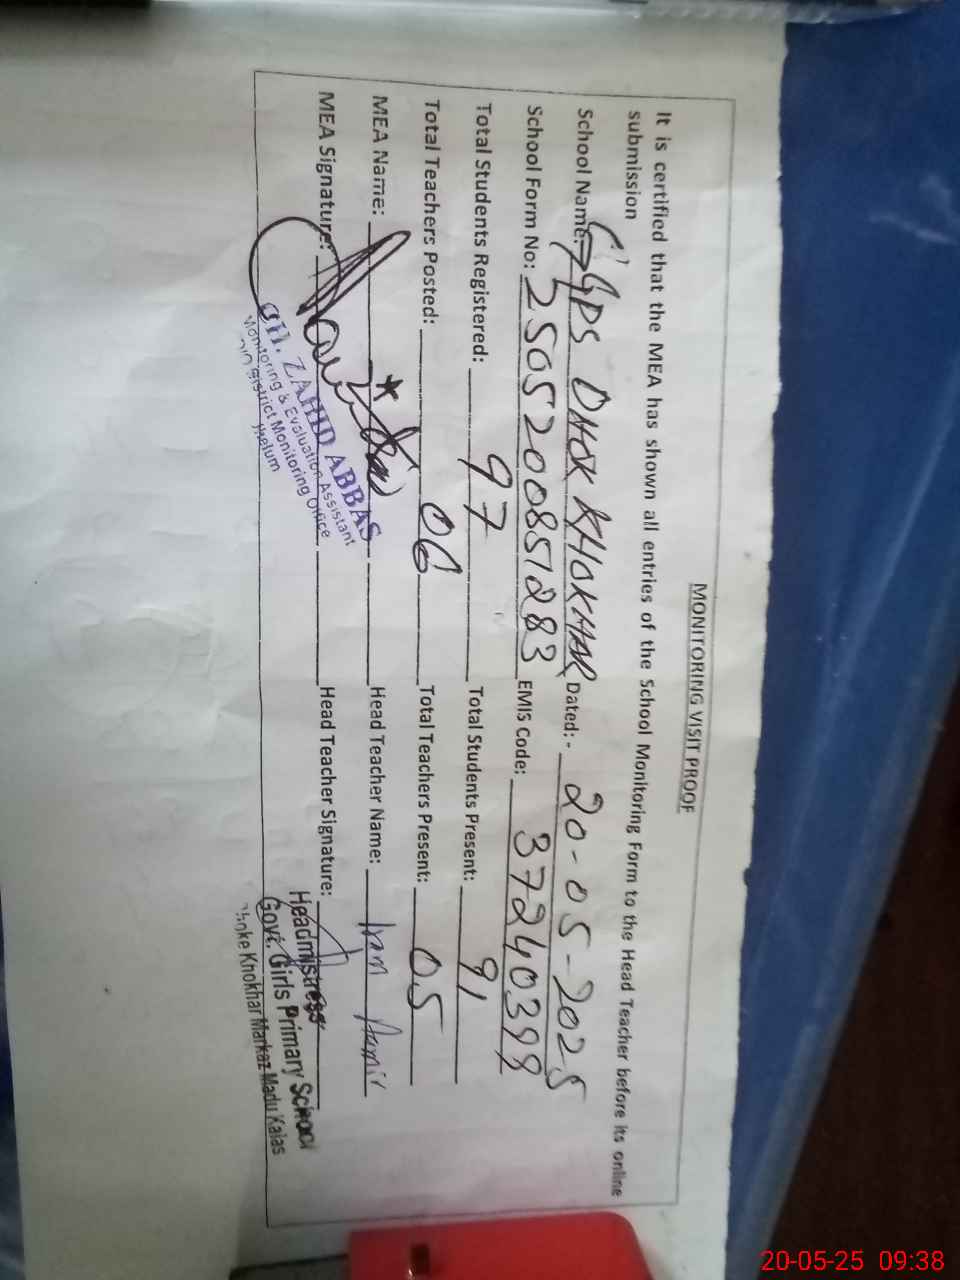 MONITORING VISIT PROOF
It is certified that the MEA has shown all entries of the School Monitoring Form to the Head Teacher before its online
submission
School Name: GGPS DHOK KHOKHAR Dated: - 20-05-2025
School Form No: 2505200851283 EMIS Code: 37240398
Total Students Registered: 97 Total Students Present: 91
Total Teachers Posted: 06 Total Teachers Present: 05
MEA Name: Head Teacher Name: Aamir
MEA Signature: Head Teacher Signature:
CH. ZAHID ABBAS
Monitoring & Evaluation Assistant
District Monitoring Office
Jhelum
Headmistress
Govt. Girls Primary School
Dhoke Khokhar Markaz Madu Kalas
20-05-25 09:38